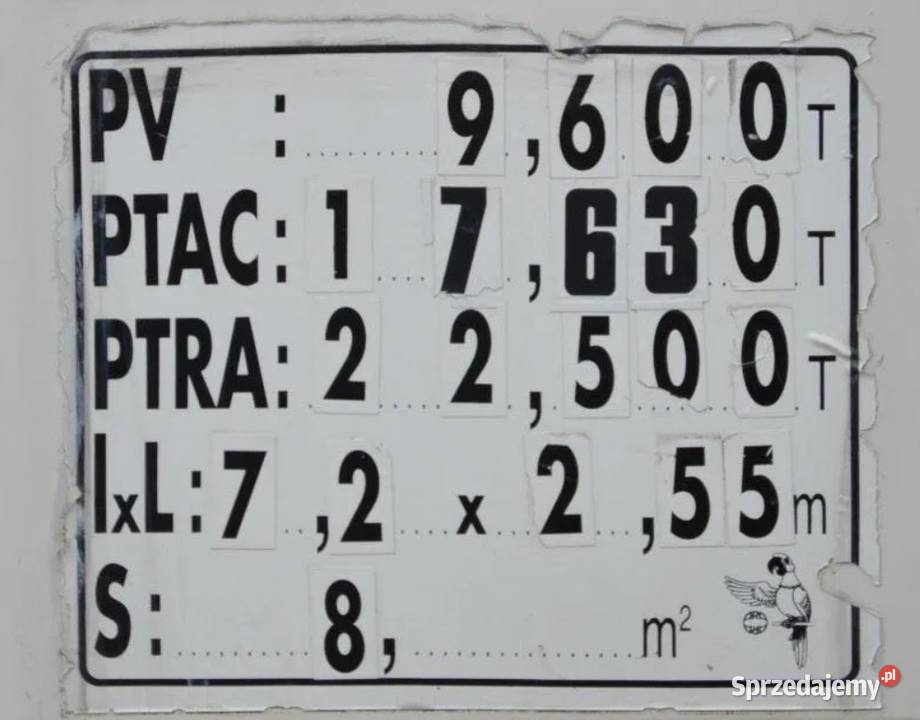 PV : 9,600 T
PTAC: 17,630 T
PTRA: 22,500 T
lxL: 7,2 x 2,55 m
S: 8, m²
Sprzedajemy.pl